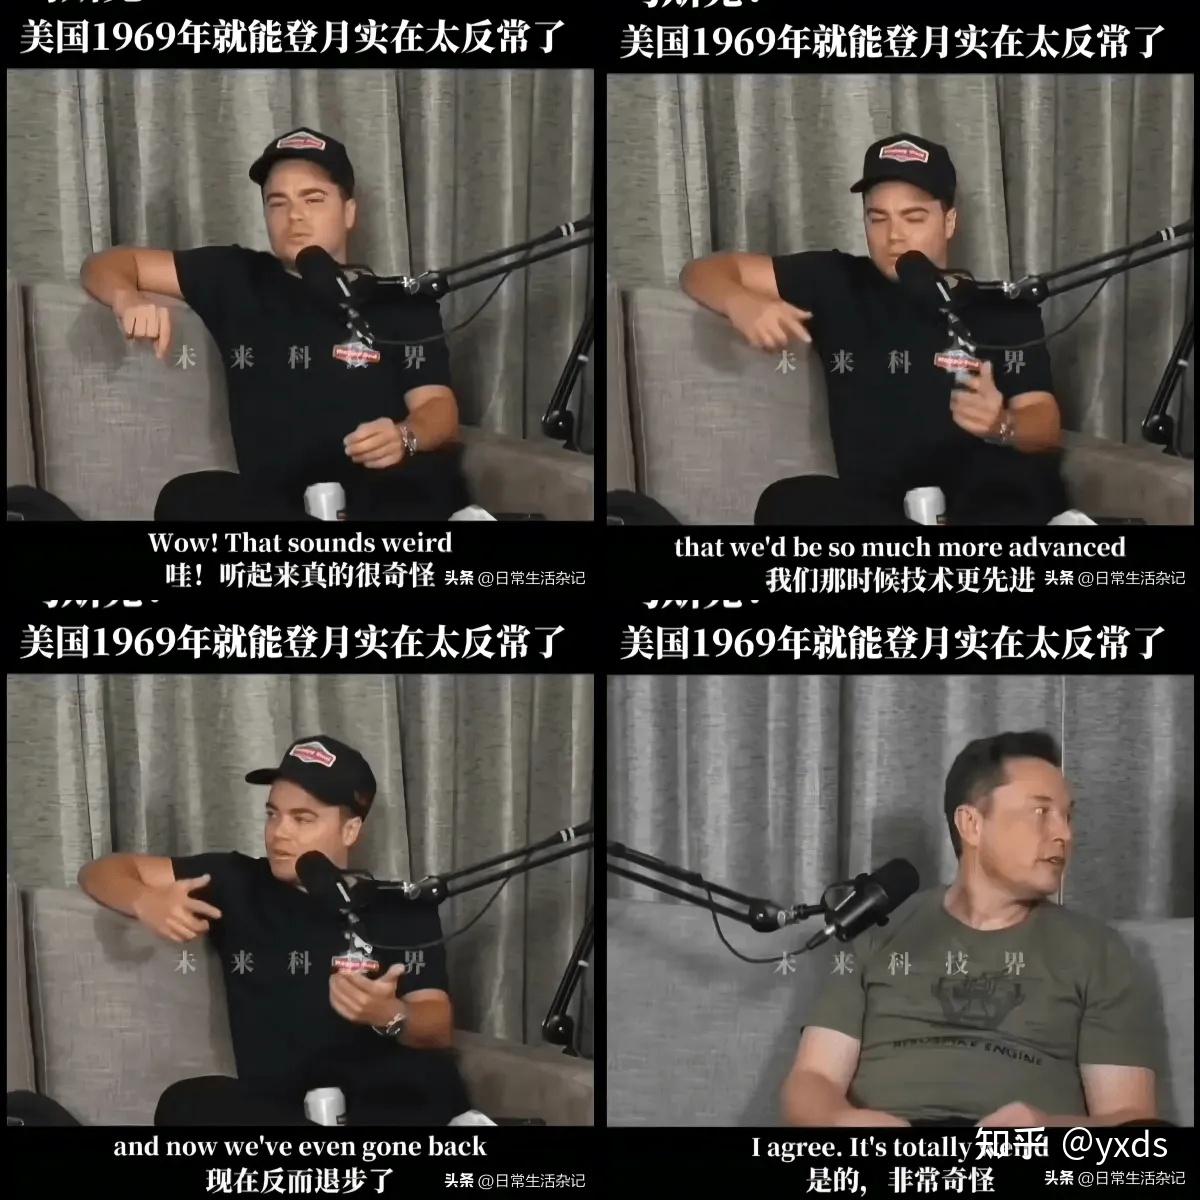 美国1969年就能登月实在太反常了
未来科技界
Wow! That sounds weird
哇！听起来真的很奇怪
头条 @日常生活杂记
美国1969年就能登月实在太反常了
未来科 界
that we'd be so much more advanced
我们那时候技术更先进
头条 @日常生活杂记
美国1969年就能登月实在太反常了
未来科 界
and now we've even gone back
现在反而退步了
头条 @日常生活杂记
美国1969年就能登月实在太反常了
未来科技界
ENGINE
I agree. It's totally weird
是的，非常奇怪
知乎 @yxds
头条 @日常生活杂记